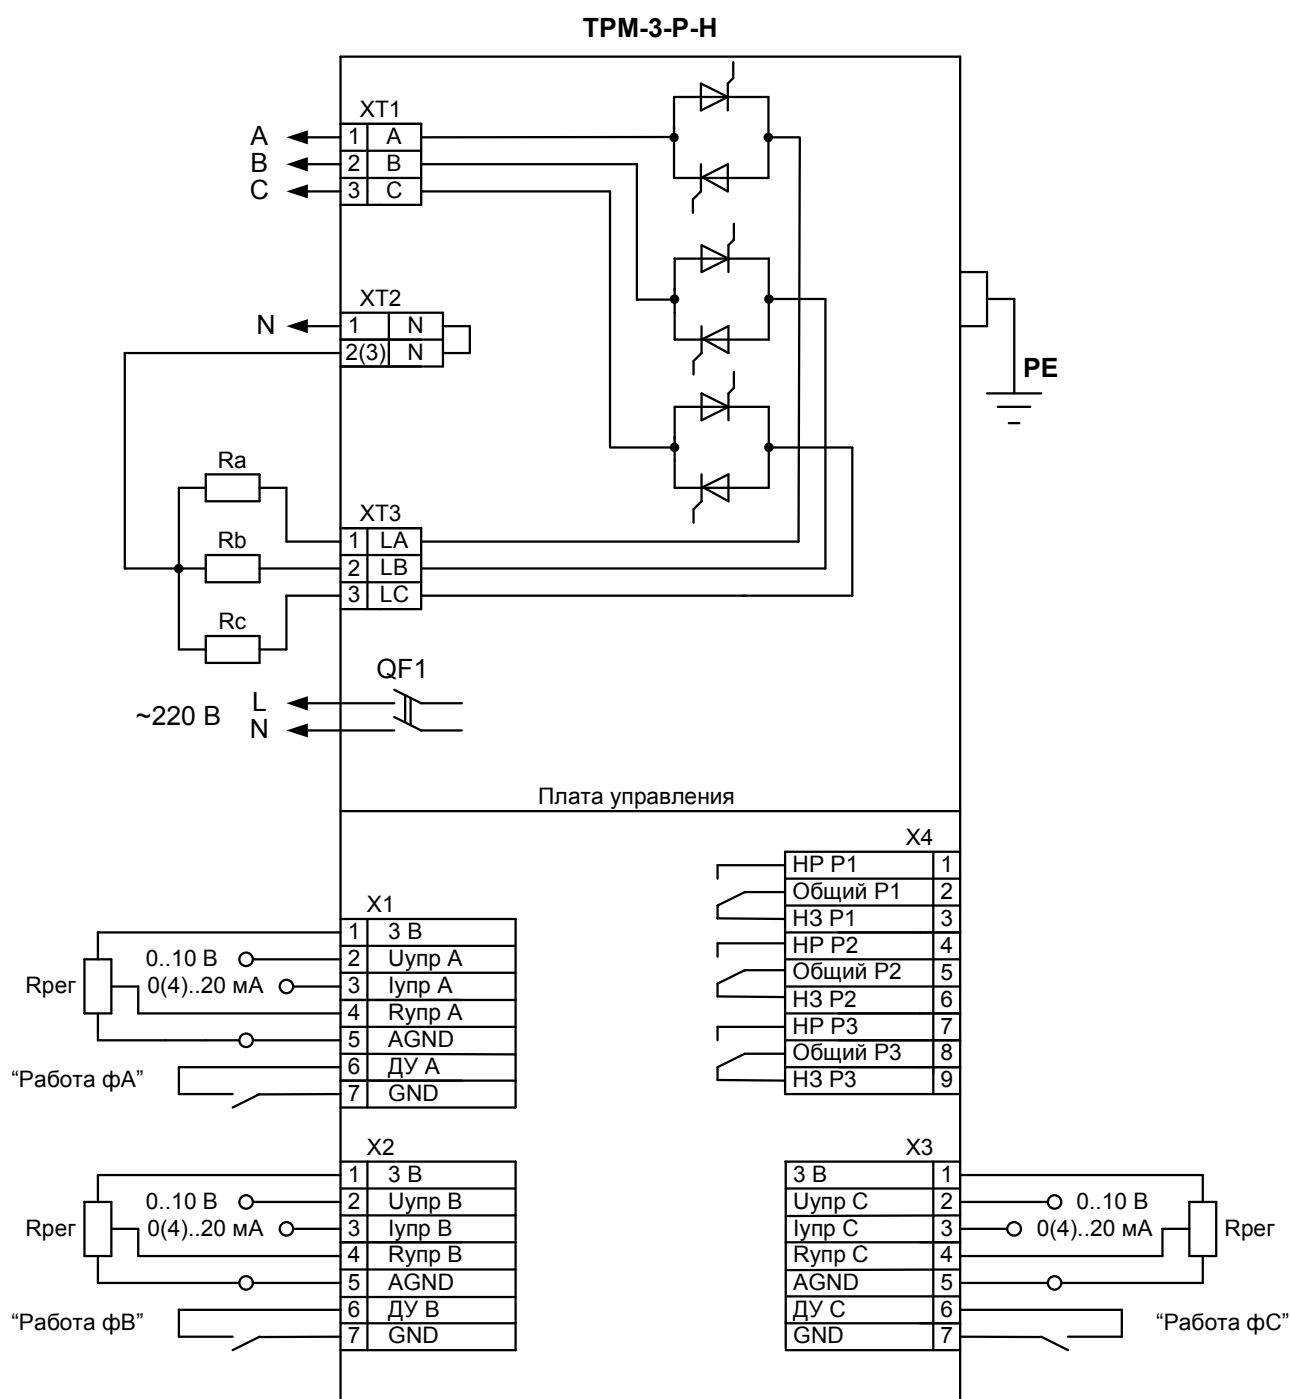 ТРМ-3-Р-Н
XT1
A 1 A
B 2 B
C 3 C
XT2
N 1 N
2(3) N
PE
Ra
XT3
1 LA
Rb
2 LB
3 LC
Rc
QF1
~220 В
L
N
Плата управления
X4
НР Р1 1
Общий Р1 2
НЗ Р1 3
НР Р2 4
Общий Р2 5
НЗ Р2 6
НР Р3 7
Общий Р3 8
НЗ Р3 9
X1
1 3 В
0..10 В 2 Uупр А
Rрег 0(4)..20 мА 3 Iупр А
4 Rупр А
5 AGND
“Работа фА” 6 ДУ А
7 GND
X2
1 3 В
0..10 В 2 Uупр В
Rрег 0(4)..20 мА 3 Iупр В
4 Rупр В
5 AGND
“Работа фВ” 6 ДУ В
7 GND
X3
3 В 1
Uупр С 2 0..10 В
Iупр С 3 0(4)..20 мА Rрег
Rупр С 4
AGND 5
ДУ С 6 “Работа фС”
GND 7